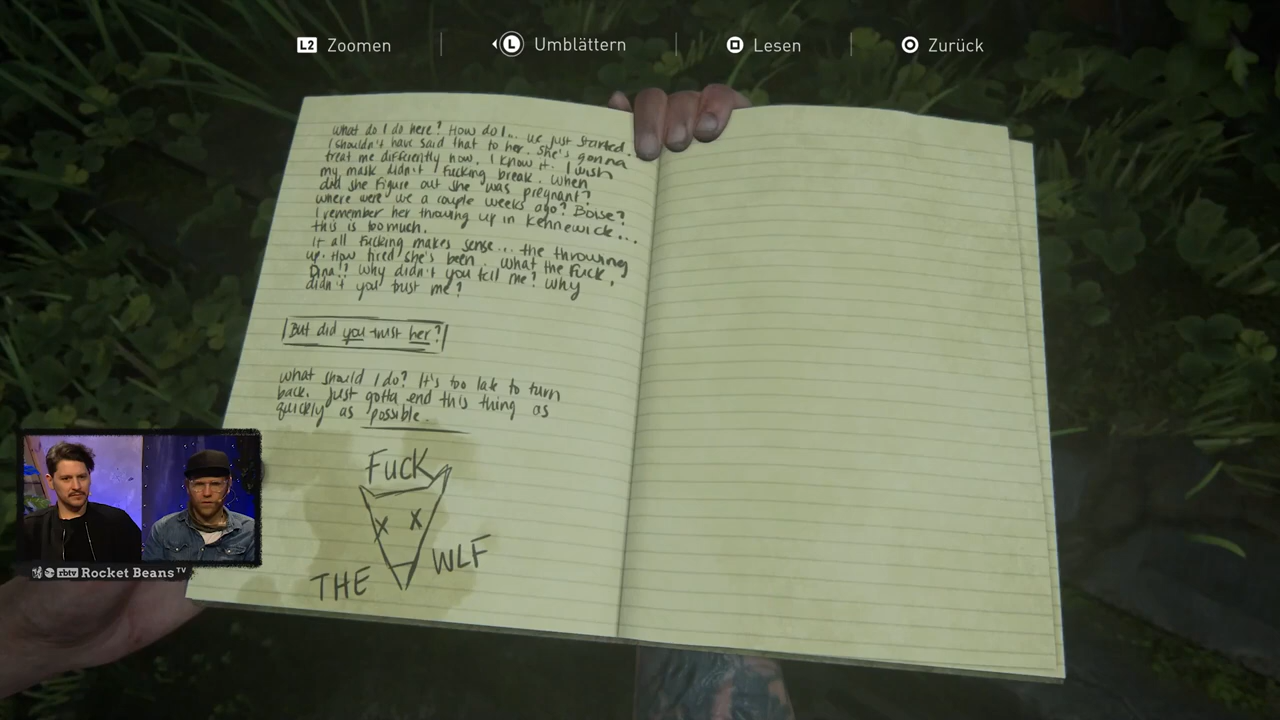 L2 Zoomen
L Umblättern
Lesen
Zurück
What do I do here? How do I... we just started.
I shouldn't have said that to her. She's gonna
treat me differently now. I know it. I wish
my mask didn't fucking break. When
did she figure out she was pregnant?
where were we a couple weeks ago? Boise?
I remember her throwing up in Kennewick...
this is too much.
It all fucking makes sense... the throwing
up. How tired she's been. What the Fuck,
Dina!? Why didn't you tell me? Why
didn't you trust me?
But did you trust her?
What should I do? It's too late to turn
back. Just gotta end this thing as
quickly as possible.
Fuck
THE WLF
rbtv Rocket Beans TV